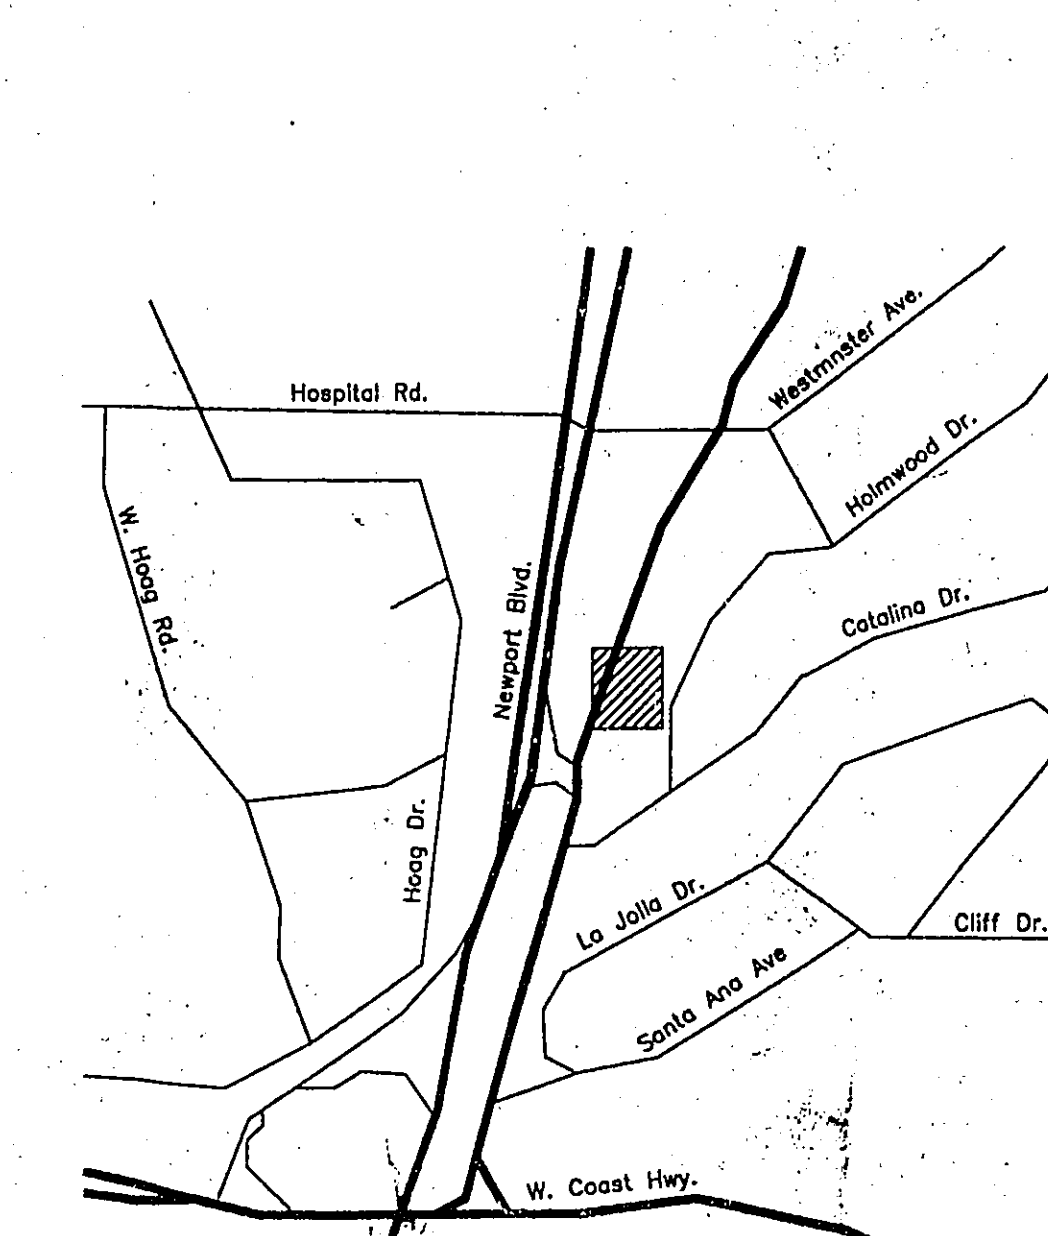 Westmnster Ave.
Hospital Rd.
Holmwood Dr.
W. Hoag Rd.
Newport Blvd.
Catalina Dr.
Hoag Dr.
La Jolla Dr.
Cliff Dr.
Santa Ana Ave
W. Coast Hwy.